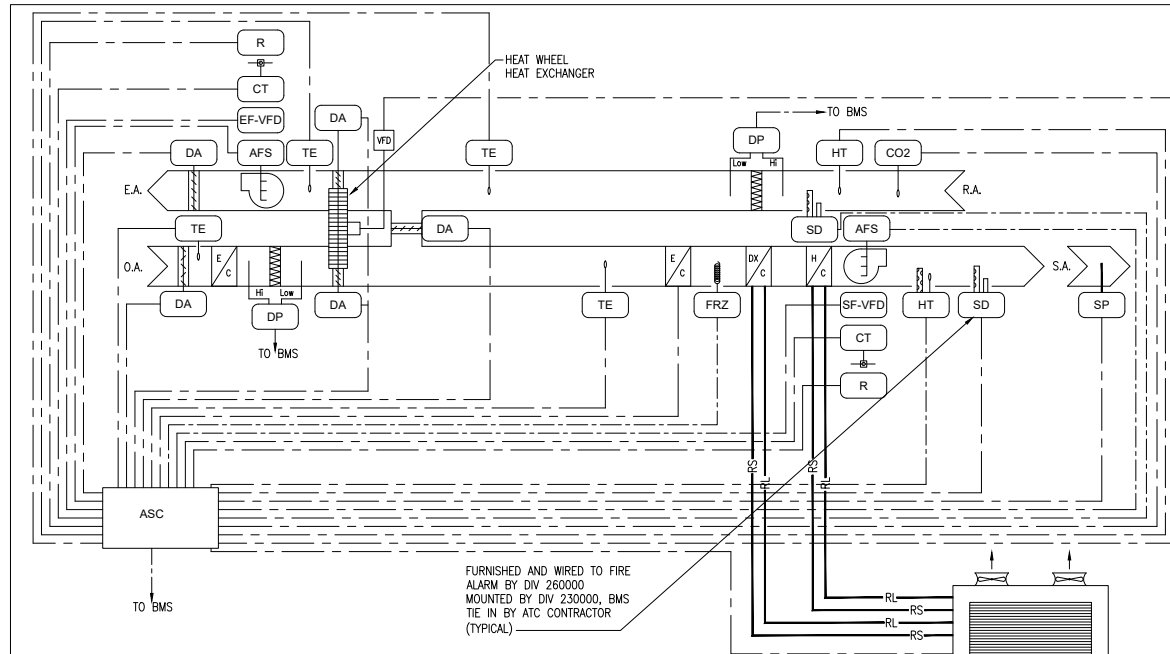 R
CT
EF-VFD
DA
AFS
TE
DA
VFD
HEAT WHEEL
HEAT EXCHANGER
TE
TO BMS
DP
Low
Hi
HT
CO2
E.A.
R.A.
TE
DA
SD
AFS
O.A.
E
C
E
C
DX
C
H
C
S.A.
Hi
Low
DA
DP
DA
TE
FRZ
SF-VFD
HT
SD
SP
TO BMS
CT
R
RS
RL
RS
RL
ASC
TO BMS
FURNISHED AND WIRED TO FIRE
ALARM BY DIV 260000
MOUNTED BY DIV 230000, BMS
TIE IN BY ATC CONTRACTOR
(TYPICAL)
RL
RS
RL
RS